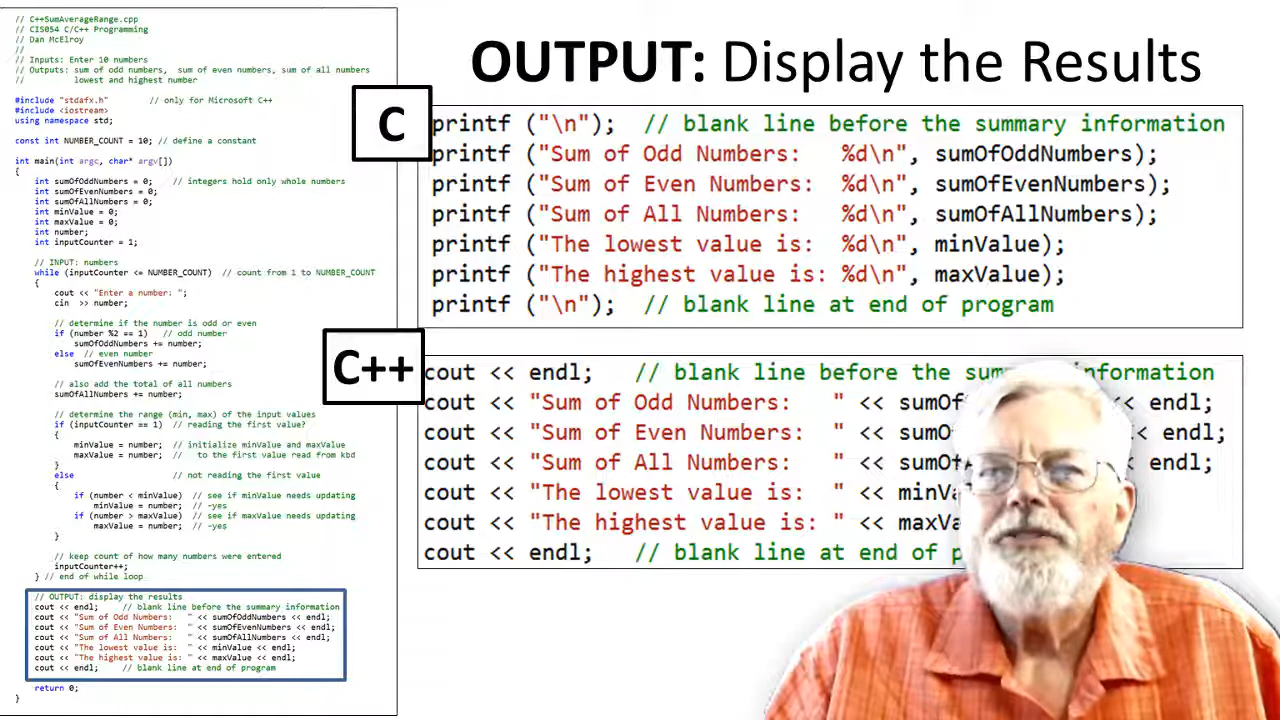 // C++SumAverageRange.cpp
// CIS054 C/C++ Programming
// Dan McElroy
//
// Inputs: Enter 10 numbers
// Outputs: sum of odd numbers, sum of even numbers, sum of all numbers
// lowest and highest number
#include "stdafx.h" // only for Microsoft C++
#include <iostream>
using namespace std;
const int NUMBER_COUNT = 10; // define a constant
int main(int argc, char* argv[])
{
int sumOfOddNumbers = 0; // integers hold only whole numbers
int sumOfEvenNumbers = 0;
int sumOfAllNumbers = 0;
int minValue = 0;
int maxValue = 0;
int number;
int inputCounter = 1;
// INPUT: numbers
while (inputCounter <= NUMBER_COUNT) // count from 1 to NUMBER_COUNT
{
cout << "Enter a number: ";
cin >> number;
// determine if the number is odd or even
if (number %2 == 1) // odd number
sumOfOddNumbers += number;
else // even number
sumOfEvenNumbers += number;
// also add the total of all numbers
sumOfAllNumbers += number;
// determine the range (min, max) of the input values
if (inputCounter == 1) // reading the first value?
{
minValue = number; // initialize minValue and maxValue
maxValue = number; // to the first value read from kbd
}
else // not reading the first value
{
if (number < minValue) // see if minValue needs updating
minValue = number; // -yes
if (number > maxValue) // see if maxValue needs updating
maxValue = number; // -yes
}
// keep count of how many numbers were entered
inputCounter++;
} // end of while loop
// OUTPUT: display the results
cout << endl; // blank line before the summary information
cout << "Sum of Odd Numbers: " << sumOfOddNumbers << endl;
cout << "Sum of Even Numbers: " << sumOfEvenNumbers << endl;
cout << "Sum of All Numbers: " << sumOfAllNumbers << endl;
cout << "The lowest value is: " << minValue << endl;
cout << "The highest value is: " << maxValue << endl;
cout << endl; // blank line at end of program
return 0;
}
OUTPUT: Display the Results
C
printf ("\n"); // blank line before the summary information
printf ("Sum of Odd Numbers: %d\n", sumOfOddNumbers);
printf ("Sum of Even Numbers: %d\n", sumOfEvenNumbers);
printf ("Sum of All Numbers: %d\n", sumOfAllNumbers);
printf ("The lowest value is: %d\n", minValue);
printf ("The highest value is: %d\n", maxValue);
printf ("\n"); // blank line at end of program
C++
cout << endl; // blank line before the information
cout << "Sum of Odd Numbers: " << << endl;
cout << "Sum of Even Numbers: " << << endl;
cout << "Sum of All Numbers: " << << endl;
cout << "The lowest value is: " <<
cout << "The highest value is: " <<
cout << endl; // blank line at end of